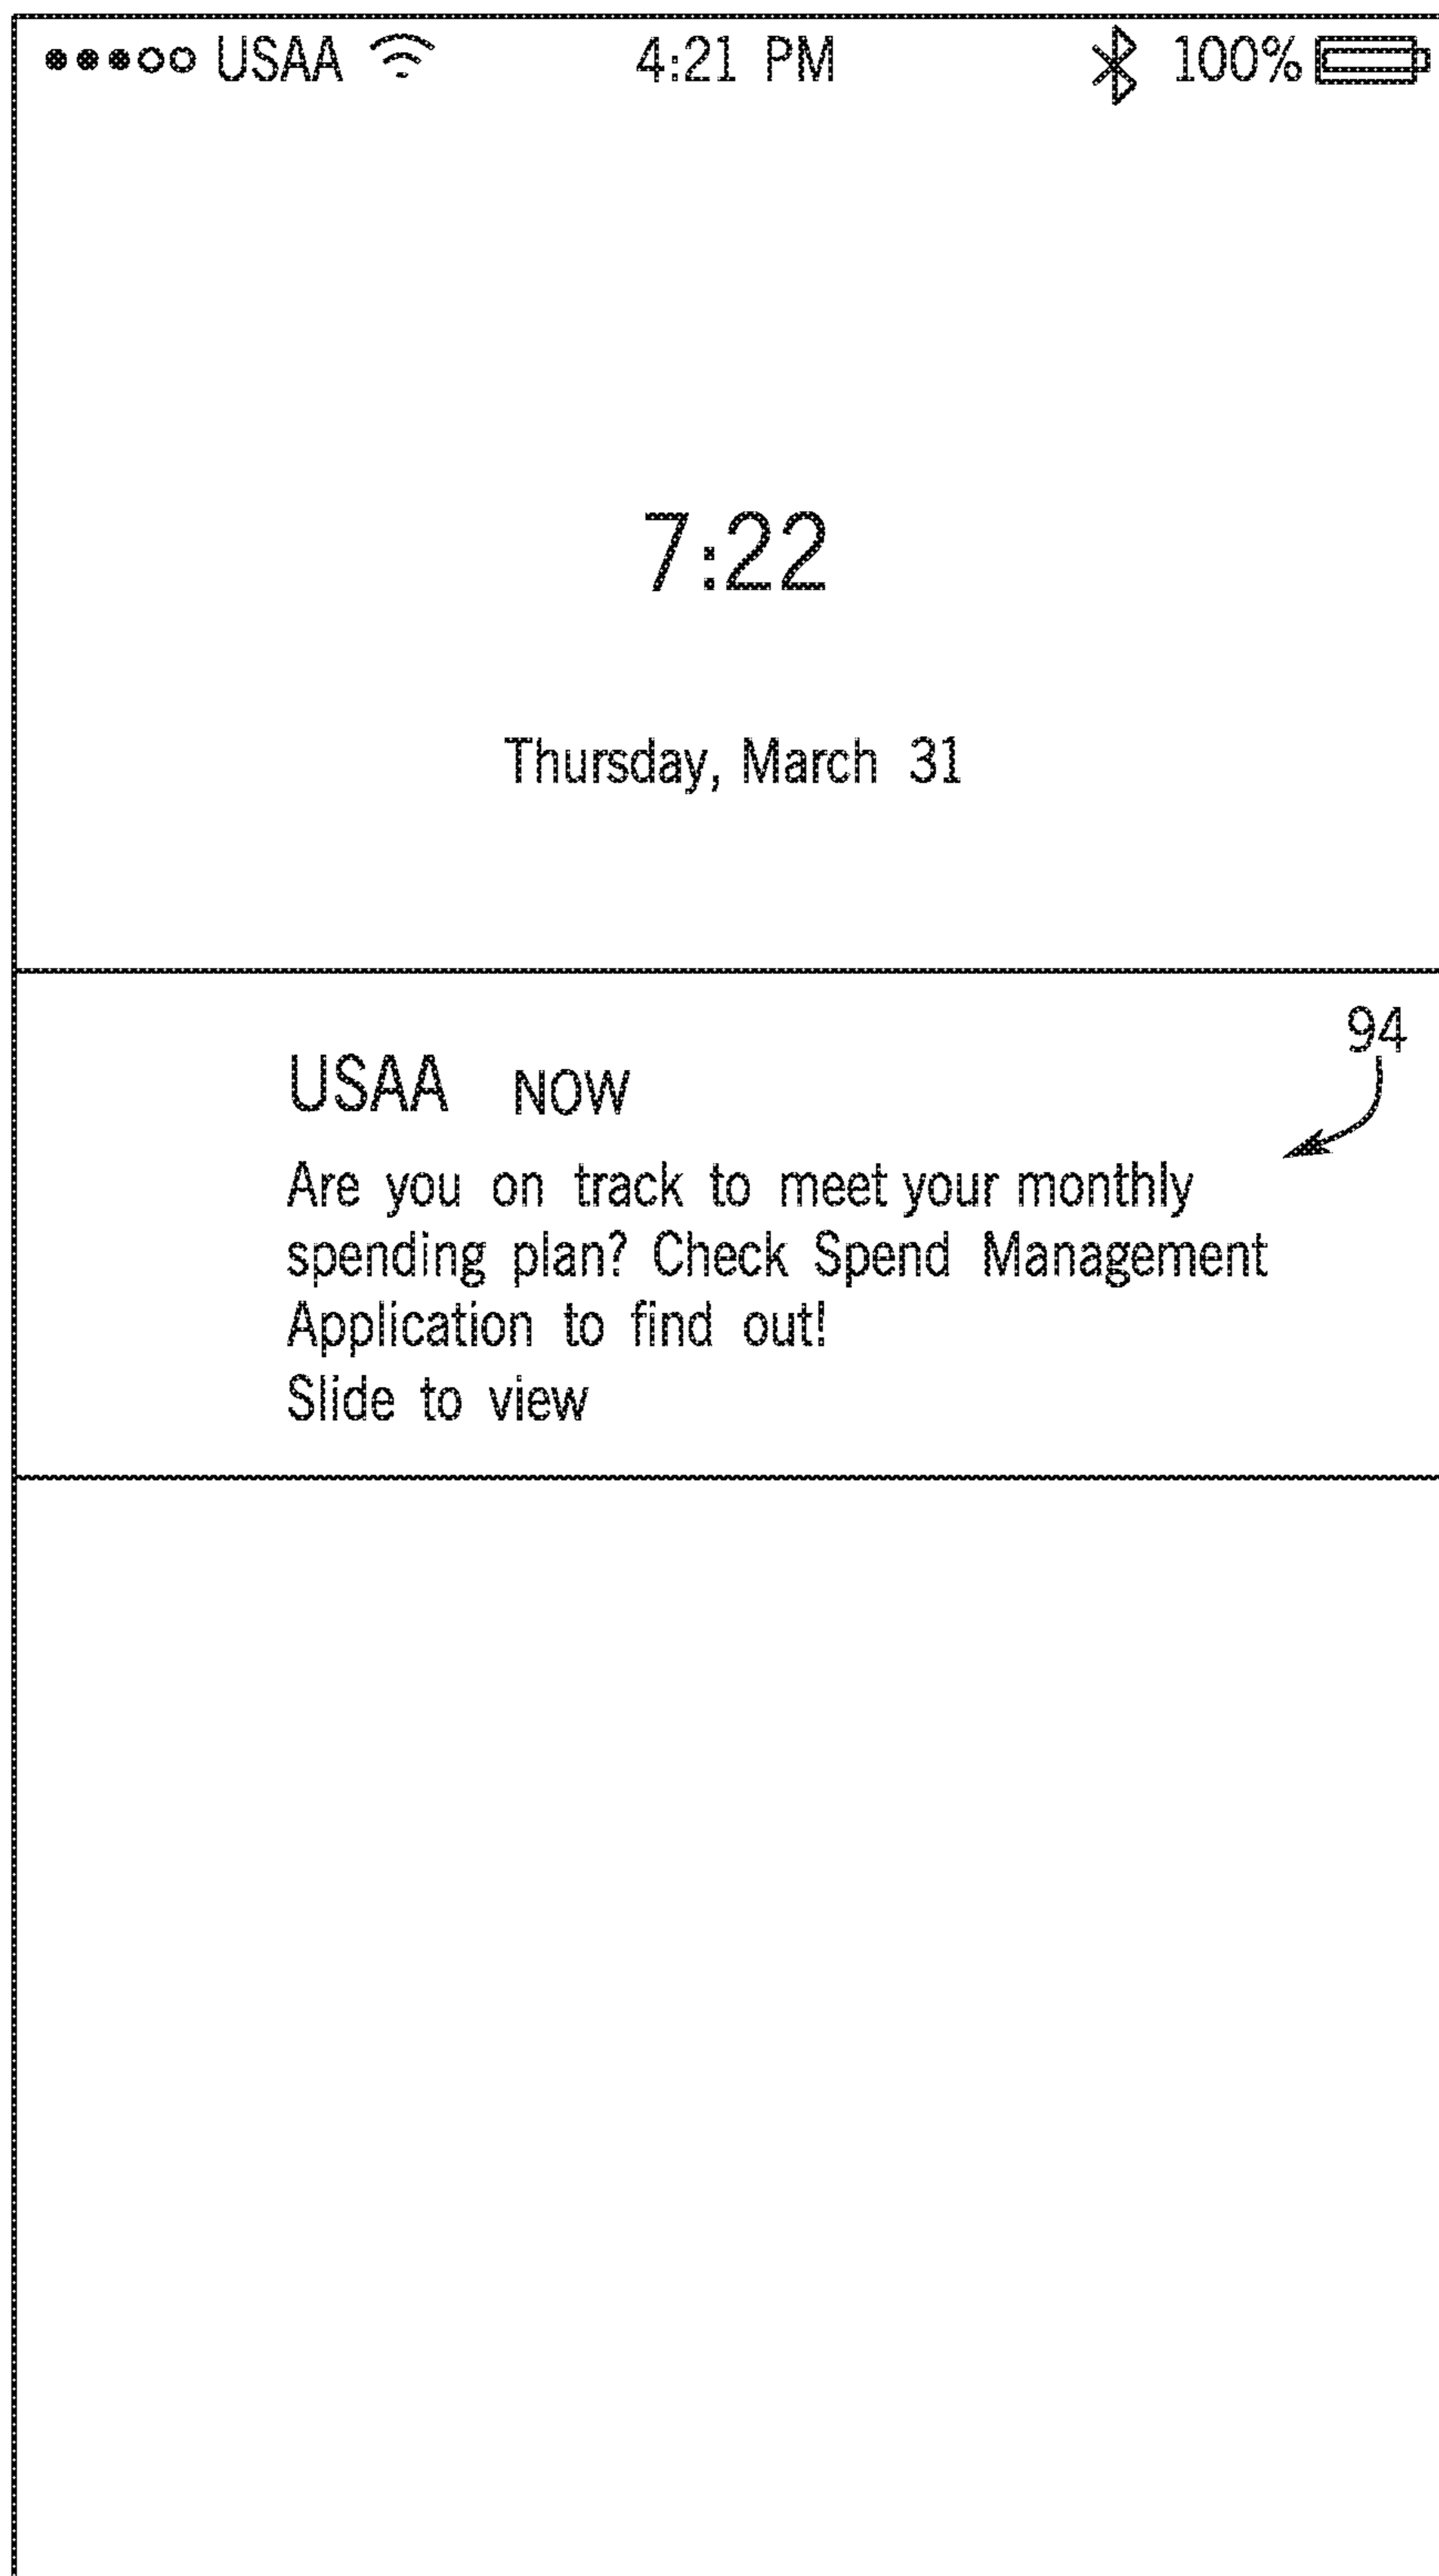 USAA 4:21 PM 100%
7:22
Thursday, March 31
94
USAA NOW
Are you on track to meet your monthly
spending plan? Check Spend Management
Application to find out!
Slide to view